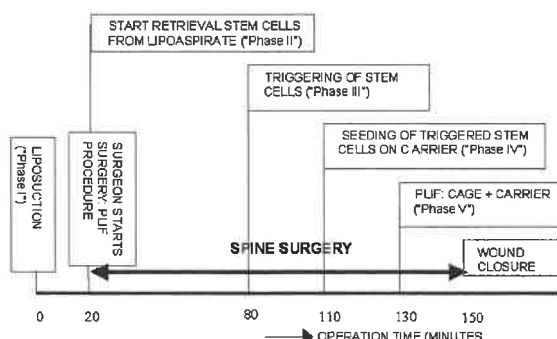 START RETRIEVAL STEM CELLS
FROM LIPOASPIRATE ("Phase II")
TRIGGERING OF STEM
CELLS ("Phase III")
SEEDING OF TRIGGERED STEM
CELLS ON CARRIER ("Phase IV")
LIPOSUCTION
("Phase I")
SURGEON STARTS
SURGERY: PLIF
PROCEDURE
PLIF: CAGE + CARRIER
("Phase V")
SPINE SURGERY
WOUND
CLOSURE
0 20 80 110 130 150
OPERATION TIME (MINUTES